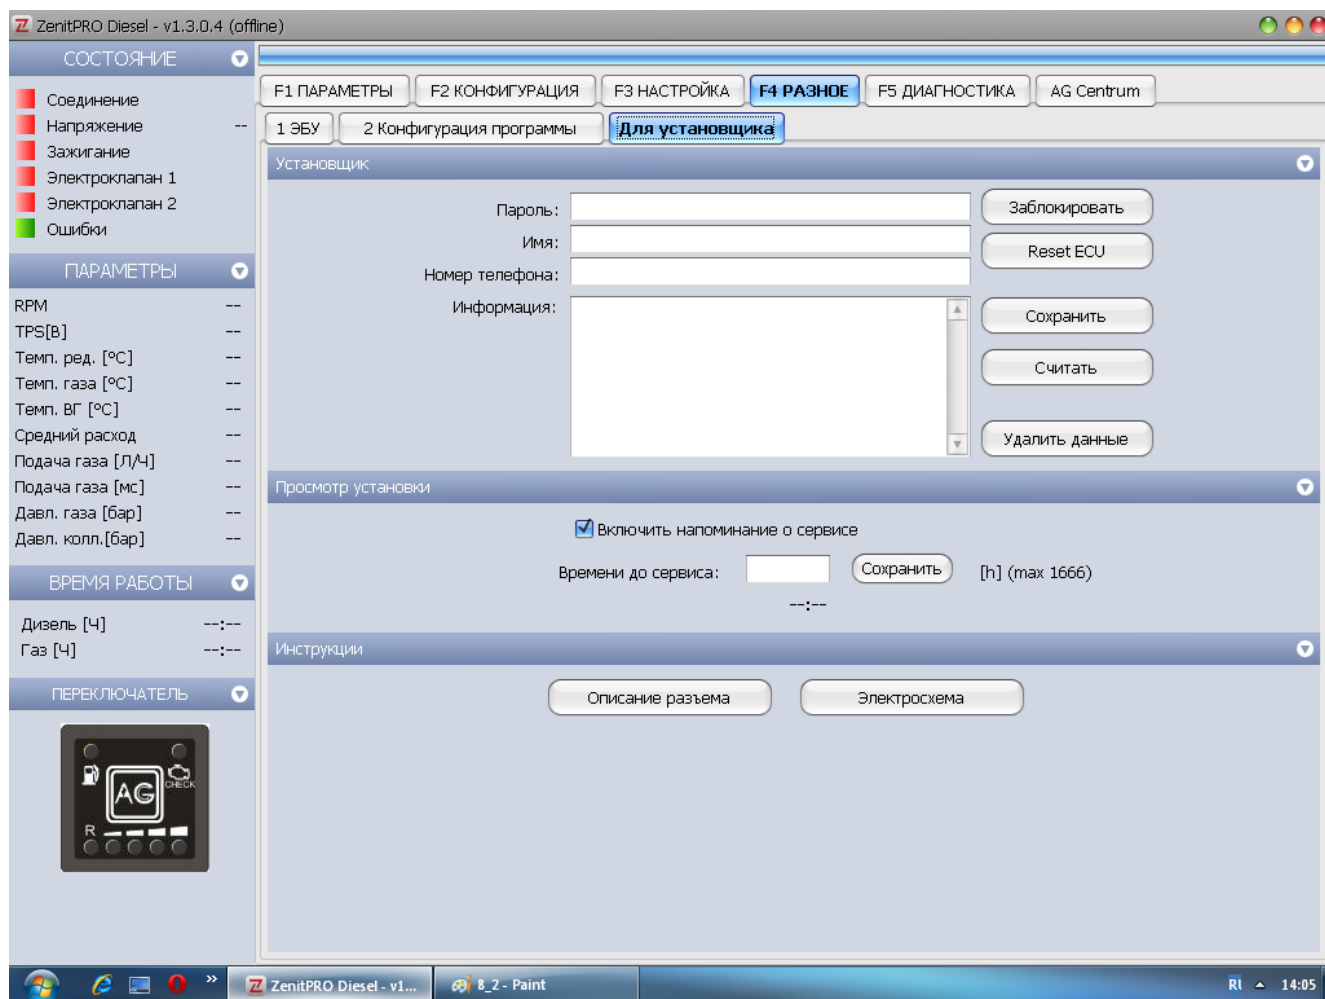 ZenitPRO Diesel - v1.3.0.4 (offline)
СОСТОЯНИЕ
Соединение
Напряжение --
Зажигание
Электроклапан 1
Электроклапан 2
Ошибки
ПАРАМЕТРЫ
RPM --
TPS[В] --
Темп. ред. [ºC] --
Темп. газа [ºC] --
Темп. ВГ [ºC] --
Средний расход --
Подача газа [Л/Ч] --
Подача газа [мс] --
Давл. газа [бар] --
Давл. колл.[бар] --
ВРЕМЯ РАБОТЫ
Дизель [Ч] --:--
Газ [Ч] --:--
ПЕРЕКЛЮЧАТЕЛЬ
CHECK
AG
R
F1 ПАРАМЕТРЫ F2 КОНФИГУРАЦИЯ F3 НАСТРОЙКА F4 РАЗНОЕ F5 ДИАГНОСТИКА AG Centrum
1 ЭБУ 2 Конфигурация программы Для установщика
Установщик
Пароль: Заблокировать
Имя: Reset ECU
Номер телефона:
Информация: Сохранить
Считать
Удалить данные
Просмотр установки
Включить напоминание о сервисе
Времени до сервиса: Сохранить [h] (max 1666)
--:--
Инструкции
Описание разъема Электросхема
ZenitPRO Diesel - v1... 8_2 - Paint 14:05